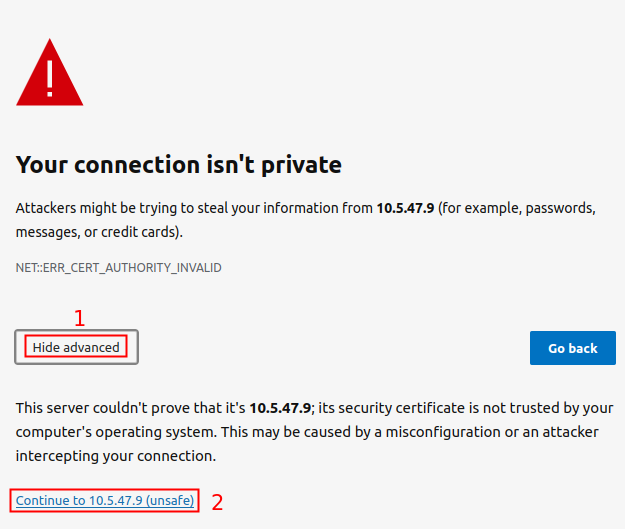 Your connection isn't private
Attackers might be trying to steal your information from 10.5.47.9 (for example, passwords,
messages, or credit cards).
NET::ERR_CERT_AUTHORITY_INVALID
1
Hide advanced
Go back
This server couldn't prove that it's 10.5.47.9; its security certificate is not trusted by your
computer's operating system. This may be caused by a misconfiguration or an attacker
intercepting your connection.
Continue to 10.5.47.9 (unsafe)
2